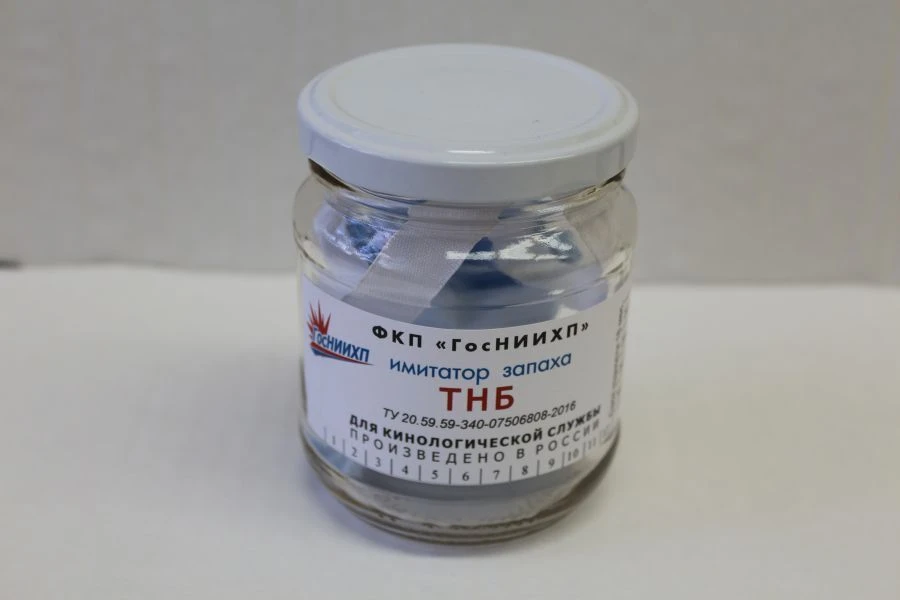 ГосНИИХП
ФКП «ГосНИИХП»
имитатор запаха
ТНБ
ТУ 20.59.59-340-07506808-2016
ДЛЯ КИНОЛОГИЧЕСКОЙ СЛУЖБЫ
ПРОИЗВЕДЕНО В РОССИИ
1 2 3 4 5 6 7 8 9 10 11